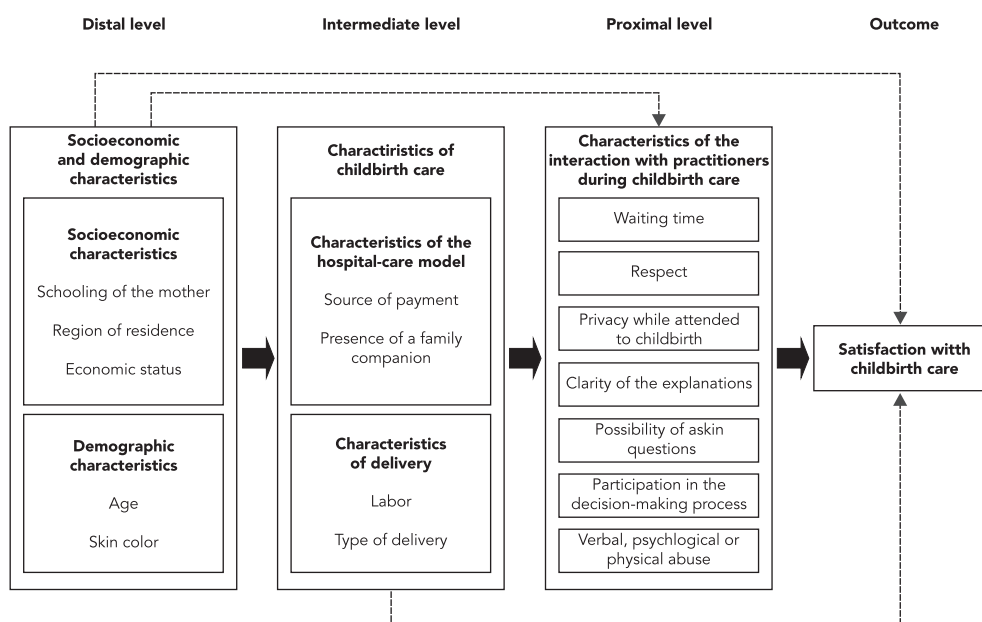 Distal level
Intermediate level
Proximal level
Outcome
Socioeconomic
and demographic
characteristics
Socioeconomic
characteristics
Schooling of the mother
Region of residence
Economic status
Demographic
characteristics
Age
Skin color
Charactiristics of
childbirth care
Characteristics of the
hospital-care model
Source of payment
Presence of a family
companion
Characteristics
of delivery
Labor
Type of delivery
Characteristics of the
interaction with practitioners
during childbirth care
Waiting time
Respect
Privacy while attended
to childbirth
Clarity of the explanations
Possibility of askin
questions
Participation in the
decision-making process
Verbal, psychlogical or
physical abuse
Satisfaction witth
childbirth care